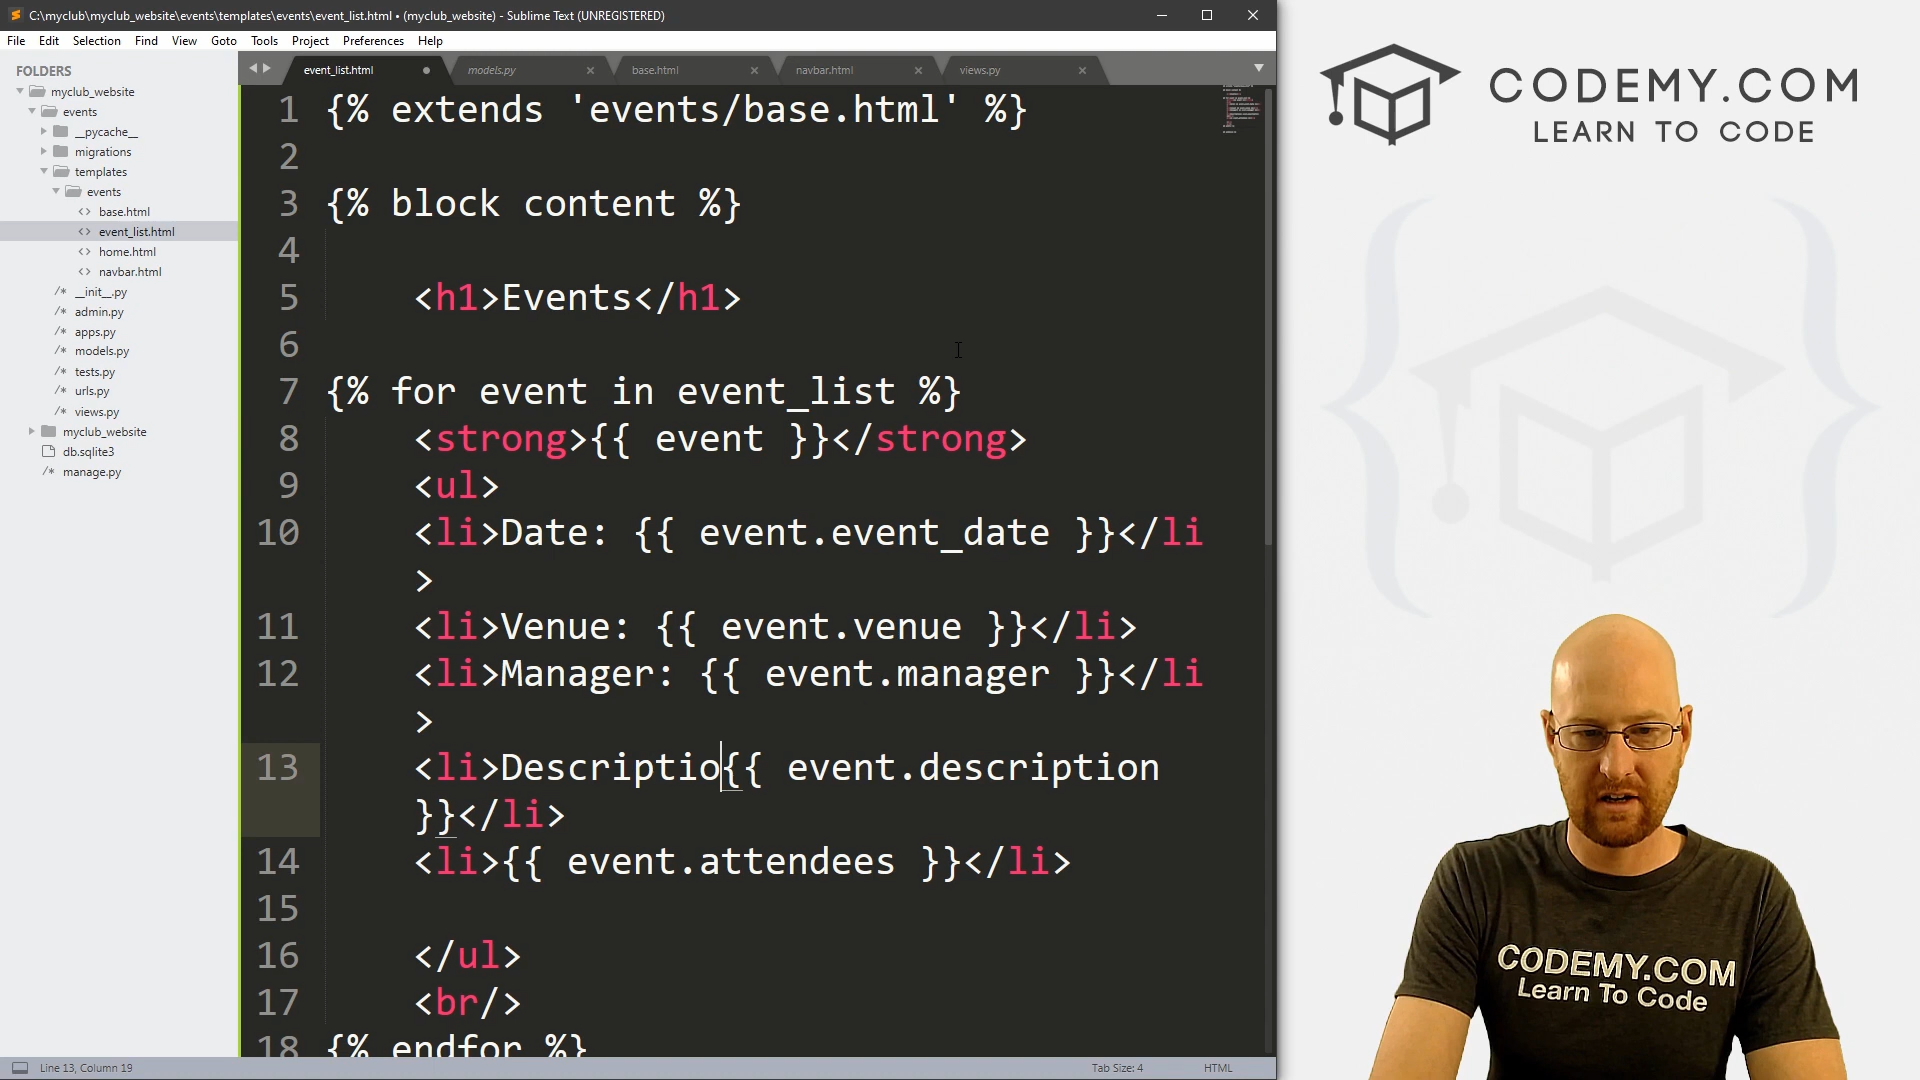 C:\myclub\myclub_website\events\templates\events\event_list.html • (myclub_website) - Sublime Text (UNREGISTERED)
File Edit Selection Find View Goto Tools Project Preferences Help
FOLDERS
myclub_website
events
__pycache__
migrations
templates
events
base.html
event_list.html
home.html
navbar.html
__init__.py
admin.py
apps.py
models.py
tests.py
urls.py
views.py
myclub_website
db.sqlite3
manage.py
event_list.html models.py base.html navbar.html views.py
1 {% extends 'events/base.html' %}
2
3 {% block content %}
4
5 <h1>Events</h1>
6
7 {% for event in event_list %}
8 <strong>{{ event }}</strong>
9 <ul>
10 <li>Date: {{ event.event_date }}</li
>
11 <li>Venue: {{ event.venue }}</li>
12 <li>Manager: {{ event.manager }}</li
>
13 <li>Descriptio{{ event.description
}}</li>
14 <li>{{ event.attendees }}</li>
15
16 </ul>
17 <br/>
18 {% endfor %}
Line 13, Column 19
Tab Size: 4
HTML
CODEMY.COM
LEARN TO CODE
CODEMY.COM
Learn To Code